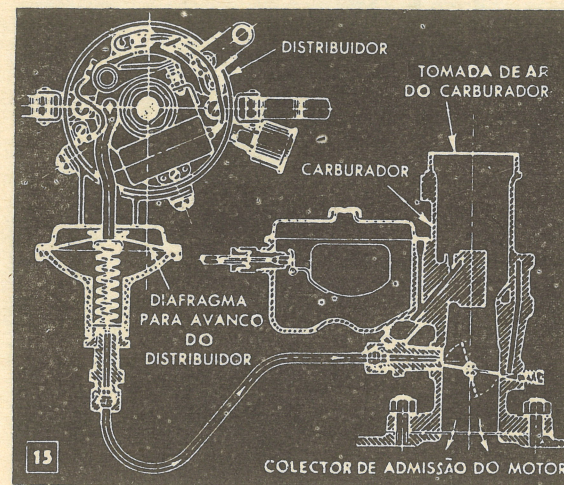 DISTRIBUIDOR
TOMADA DE AR
DO CARBURADOR
CARBURADOR
DIAFRAGMA
PARA AVANCO
DO
DISTRIBUIDOR
15
COLECTOR DE ADMISSÃO DO MOTOR